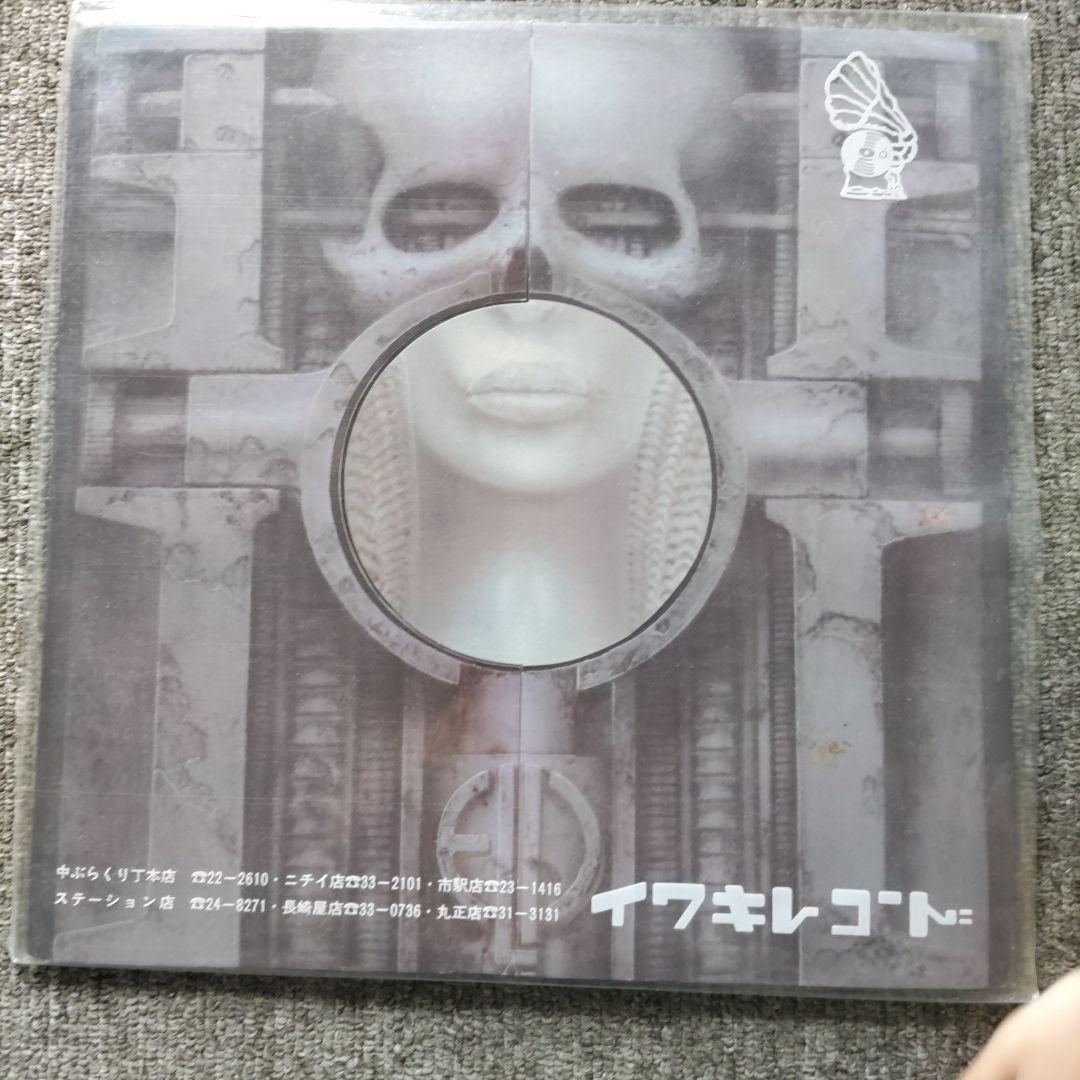 中ぶらくり丁本店 ☎22-2610・ニチイ店☎33-2101・市駅店☎23-1416
ステーション店 ☎24-8271・長崎屋店☎33-0736・丸正店☎31-3131
イワキレコード